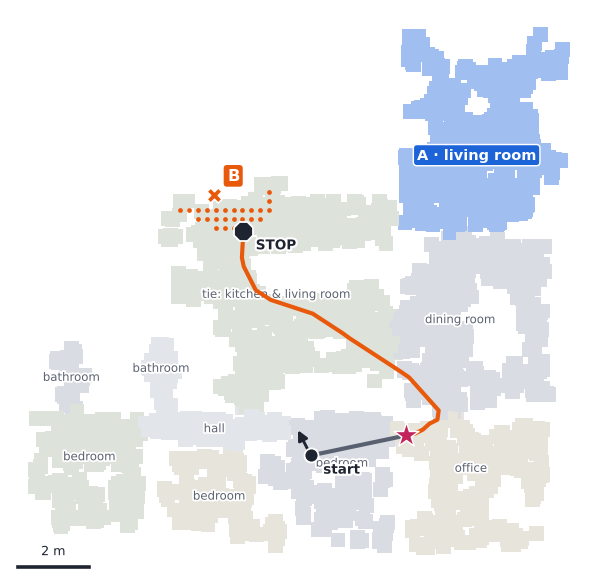 A · living room
B
STOP
tie: kitchen & living room
dining room
bathroom
bathroom
hall
bedroom
bedroom
start
office
bedroom
2 m